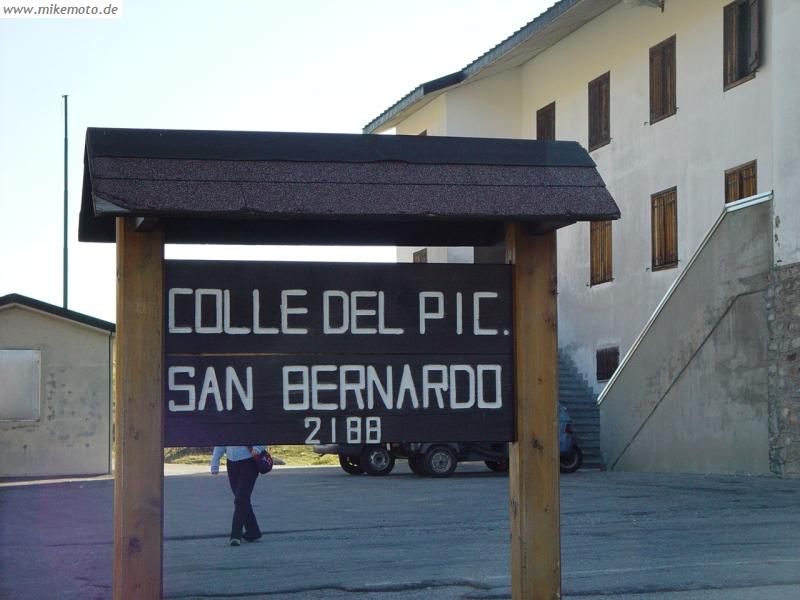 www.mikemoto.de
COLLE DEL PIC.
SAN BERNARDO
2188